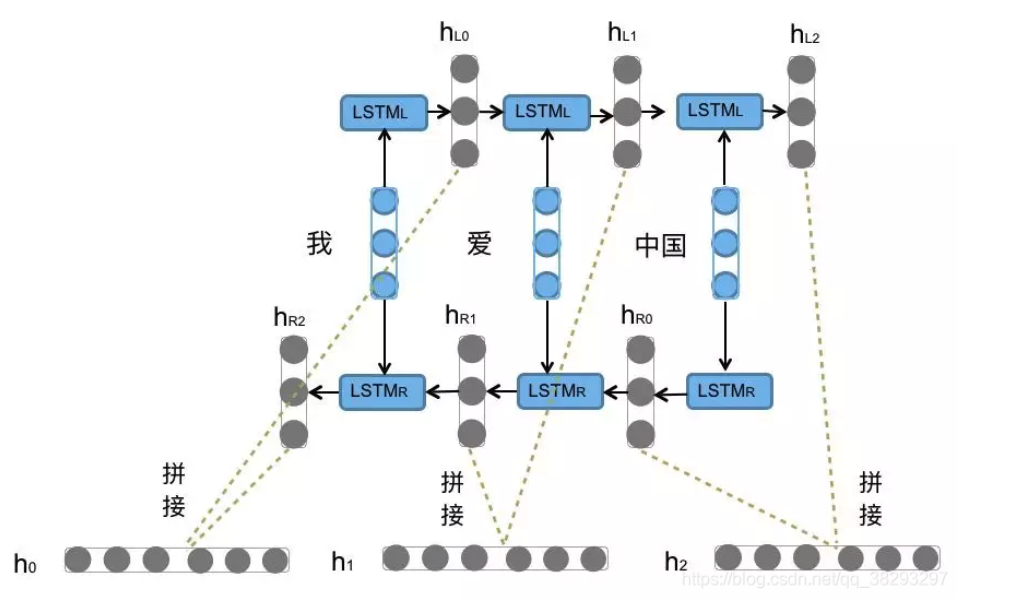 hL0 hL1 hL2
LSTML LSTML LSTML
我 爱 中国
hR2 hR1 hR0
LSTMR LSTMR LSTMR
拼接 拼接 拼接
h0 h1 h2
https://blog.csdn.net/qq_38293297